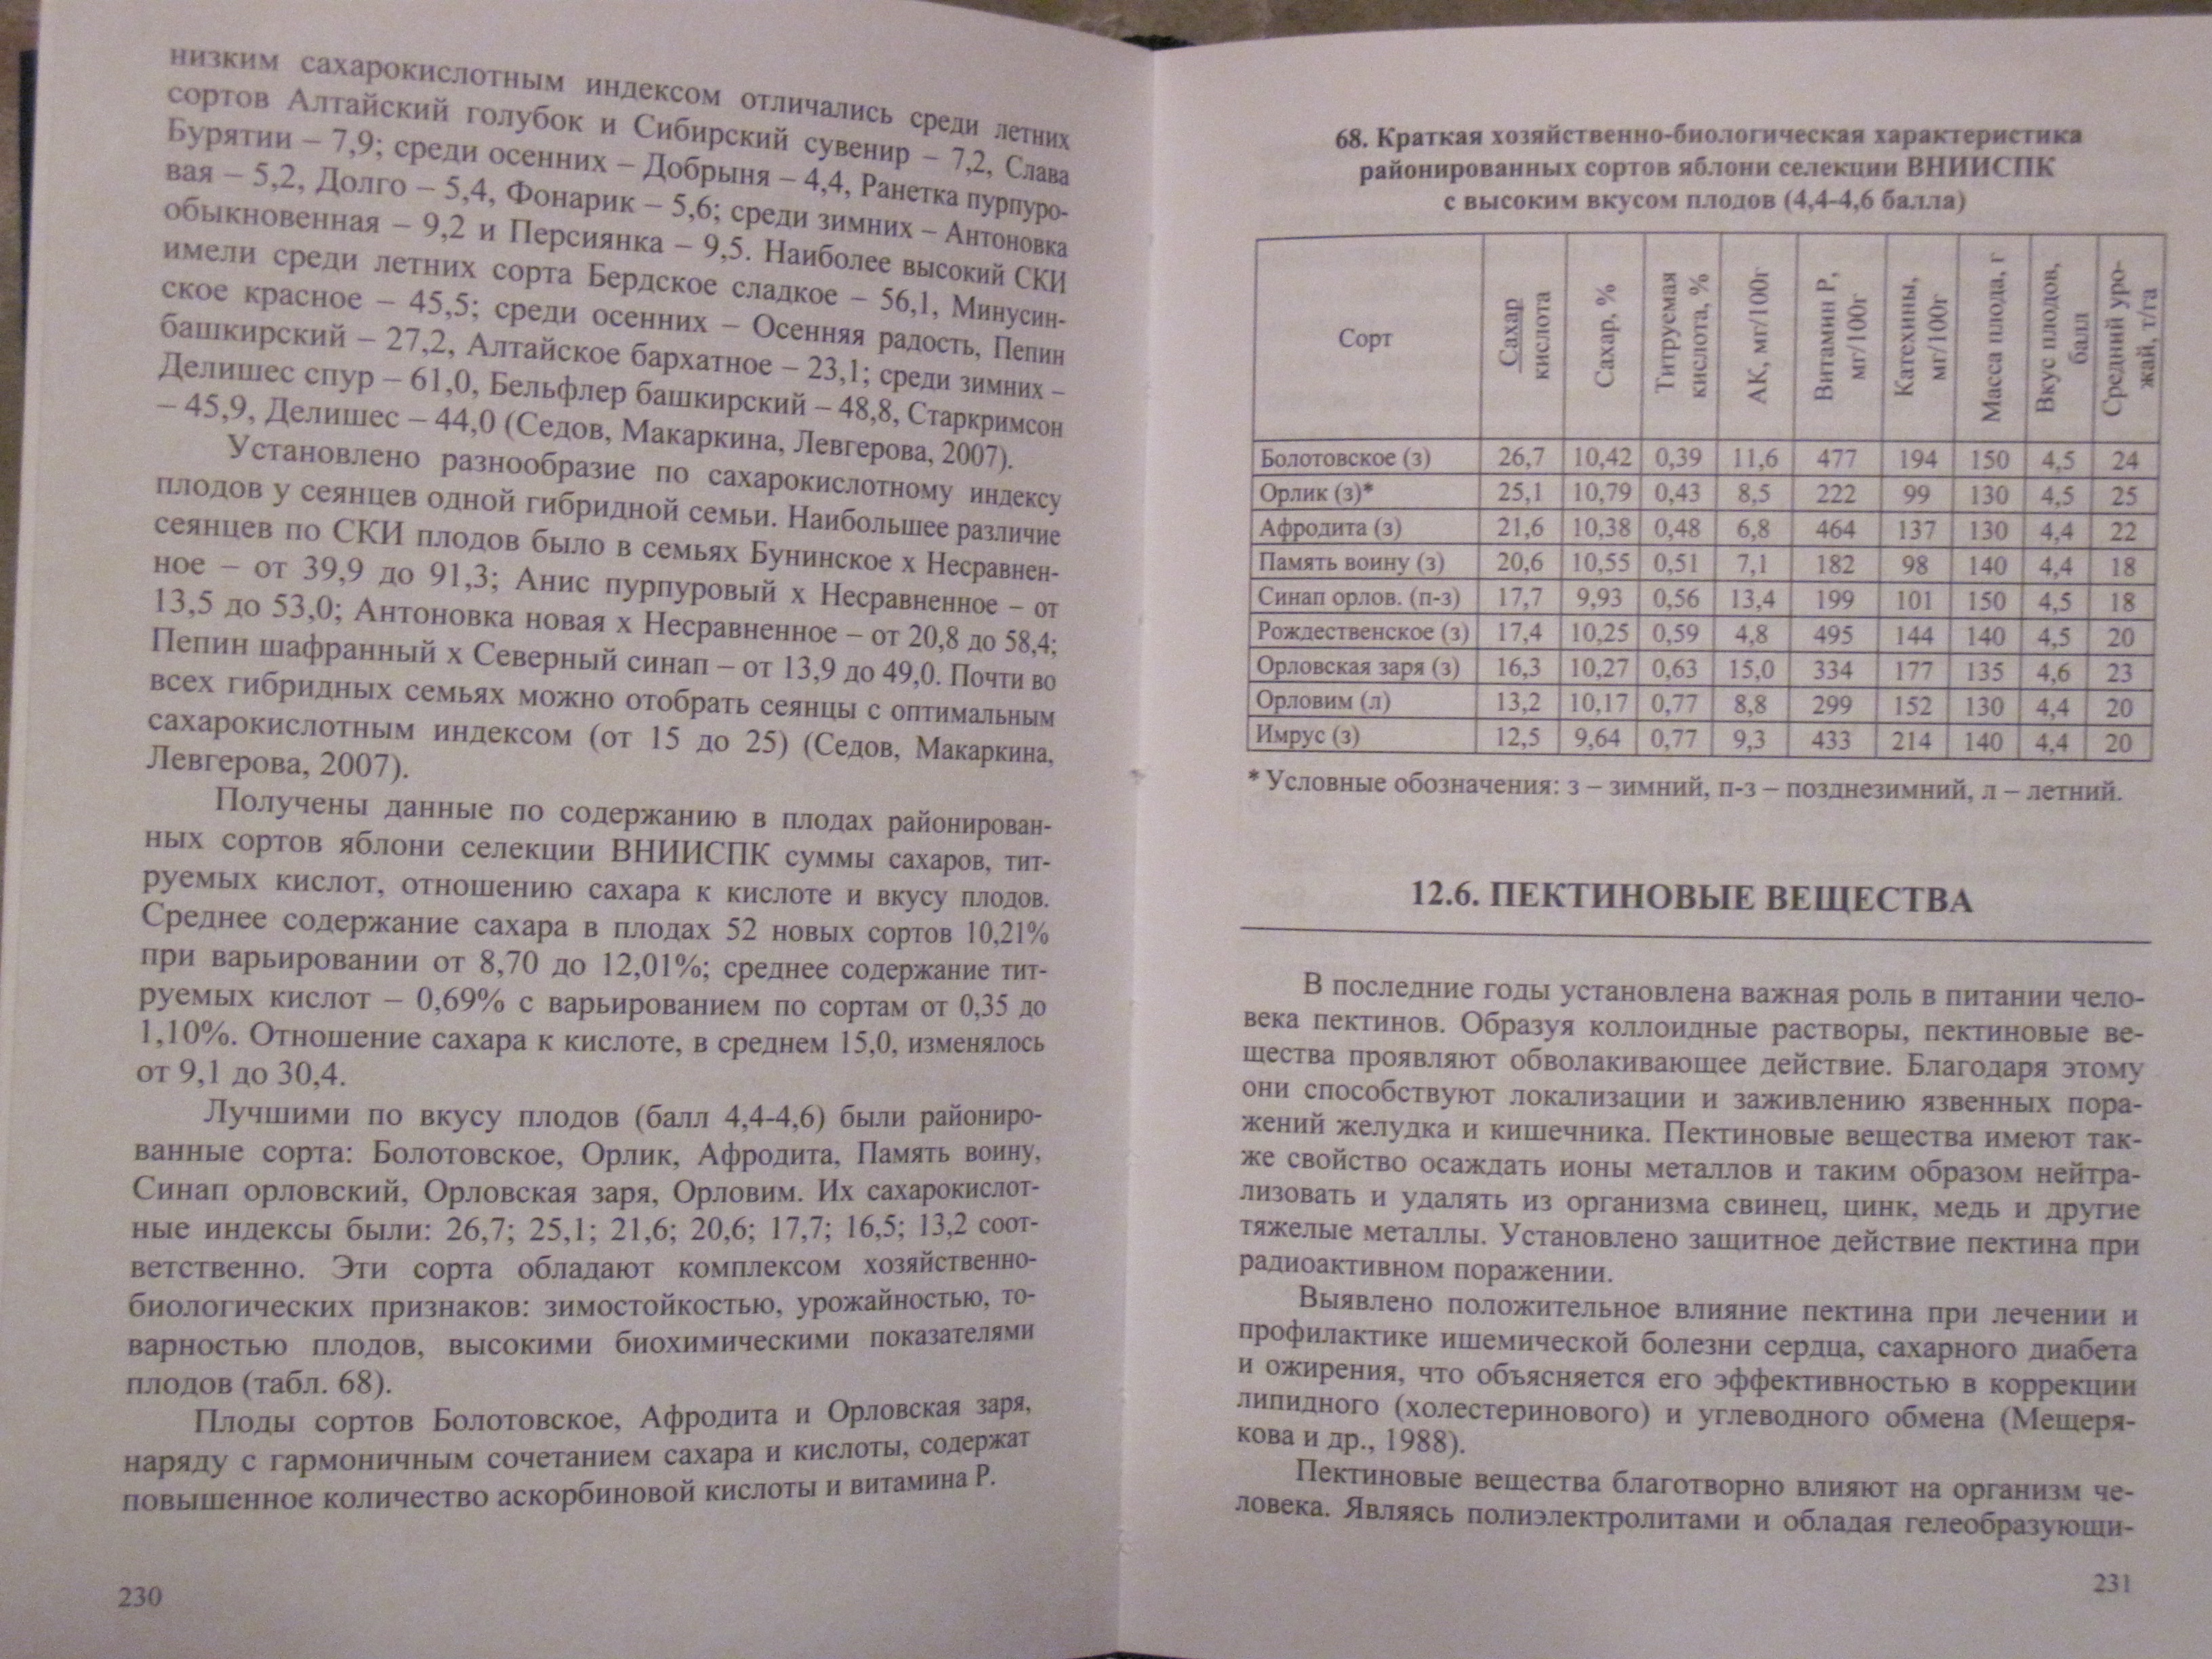 низким сахарокислотным индексом отличались среди летних
сортов Алтайский голубок и Сибирский сувенир – 7,2, Слава
Бурятии – 7,9; среди осенних – Добрыня – 4,4, Ранетка пурпуро-
вая – 5,2, Долго – 5,4, Фонарик – 5,6; среди зимних – Антоновка
обыкновенная – 9,2 и Персиянка – 9,5. Наиболее высокий СКИ
имели среди летних сорта Бердское сладкое – 56,1, Минусин-
ское красное – 45,5; среди осенних – Осенняя радость, Пепин
башкирский – 27,2, Алтайское бархатное – 23,1; среди зимних –
Делишес спур – 61,0, Бельфлер башкирский – 48,8, Старкримсон
– 45,9, Делишес – 44,0 (Седов, Макаркина, Левгерова, 2007).
Установлено разнообразие по сахарокислотному индексу
плодов у сеянцев одной гибридной семьи. Наибольшее различие
сеянцев по СКИ плодов было в семьях Бунинское х Несравнен-
ное – от 39,9 до 91,3; Анис пурпуровый х Несравненное – от
13,5 до 53,0; Антоновка новая х Несравненное – от 20,8 до 58,4;
Пепин шафранный х Северный синап – от 13,9 до 49,0. Почти во
всех гибридных семьях можно отобрать сеянцы с оптимальным
сахарокислотным индексом (от 15 до 25) (Седов, Макаркина,
Левгерова, 2007).
Получены данные по содержанию в плодах районирован-
ных сортов яблони селекции ВНИИСПК суммы сахаров, тит-
руемых кислот, отношению сахара к кислоте и вкусу плодов.
Среднее содержание сахара в плодах 52 новых сортов 10,21%
при варьировании от 8,70 до 12,01%; среднее содержание тит-
руемых кислот – 0,69% с варьированием по сортам от 0,35 до
1,10%. Отношение сахара к кислоте, в среднем 15,0, изменялось
от 9,1 до 30,4.
Лучшими по вкусу плодов (балл 4,4-4,6) были райониро-
ванные сорта: Болотовское, Орлик, Афродита, Память воину,
Синап орловский, Орловская заря, Орловим. Их сахарокислот-
ные индексы были: 26,7; 25,1; 21,6; 20,6; 17,7; 16,5; 13,2 соот-
ветственно. Эти сорта обладают комплексом хозяйственно-
биологических признаков: зимостойкостью, урожайностью, то-
варностью плодов, высокими биохимическими показателями
плодов (табл. 68).
Плоды сортов Болотовское, Афродита и Орловская заря,
наряду с гармоничным сочетанием сахара и кислоты, содержат
повышенное количество аскорбиновой кислоты и витамина Р.
230
68. Краткая хозяйственно-биологическая характеристика
районированных сортов яблони селекции ВНИИСПК
с высоким вкусом плодов (4,4-4,6 балла)
Сорт
Сахар
кислота
Сахар, %
Титруемая
кислота, %
АК, мг/100г
Витамин Р,
мг/100г
Катехины,
мг/100г
Масса плода, г
Вкус плодов,
балл
Средний уро-
жай, т/га
Болотовское (з) 26,7 10,42 0,39 11,6 477 194 150 4,5 24
Орлик (з)* 25,1 10,79 0,43 8,5 222 99 130 4,5 25
Афродита (з) 21,6 10,38 0,48 6,8 464 137 130 4,4 22
Память воину (з) 20,6 10,55 0,51 7,1 182 98 140 4,4 18
Синап орлов. (п-з) 17,7 9,93 0,56 13,4 199 101 150 4,5 18
Рождественское (з) 17,4 10,25 0,59 4,8 495 144 140 4,5 20
Орловская заря (з) 16,3 10,27 0,63 15,0 334 177 135 4,6 23
Орловим (л) 13,2 10,17 0,77 8,8 299 152 130 4,4 20
Имрус (з) 12,5 9,64 0,77 9,3 433 214 140 4,4 20
* Условные обозначения: з – зимний, п-з – позднезимний, л – летний.
12.6. ПЕКТИНОВЫЕ ВЕЩЕСТВА
В последние годы установлена важная роль в питании чело-
века пектинов. Образуя коллоидные растворы, пектиновые ве-
щества проявляют обволакивающее действие. Благодаря этому
они способствуют локализации и заживлению язвенных пора-
жений желудка и кишечника. Пектиновые вещества имеют так-
же свойство осаждать ионы металлов и таким образом нейтра-
лизовать и удалять из организма свинец, цинк, медь и другие
тяжелые металлы. Установлено защитное действие пектина при
радиоактивном поражении.
Выявлено положительное влияние пектина при лечении и
профилактике ишемической болезни сердца, сахарного диабета
и ожирения, что объясняется его эффективностью в коррекции
липидного (холестеринового) и углеводного обмена (Мещеря-
кова и др., 1988).
Пектиновые вещества благотворно влияют на организм че-
ловека. Являясь полиэлектролитами и обладая гелеобразующи-
231